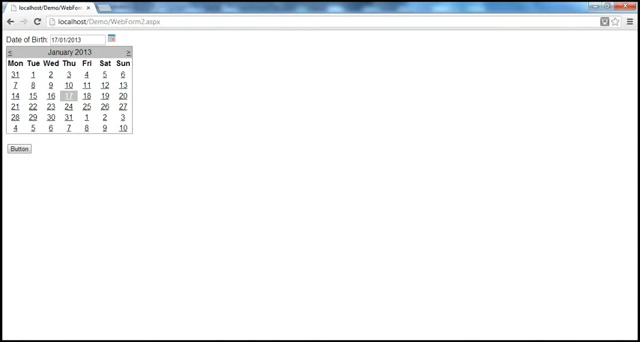 localhost/Demo/WebForm
localhost/Demo/WebForm2.aspx
Date of Birth: 17/01/2013
< January 2013 >
Mon Tue Wed Thu Fri Sat Sun
31 1 2 3 4 5 6
7 8 9 10 11 12 13
14 15 16 17 18 19 20
21 22 23 24 25 26 27
28 29 30 31 1 2 3
4 5 6 7 8 9 10
Button